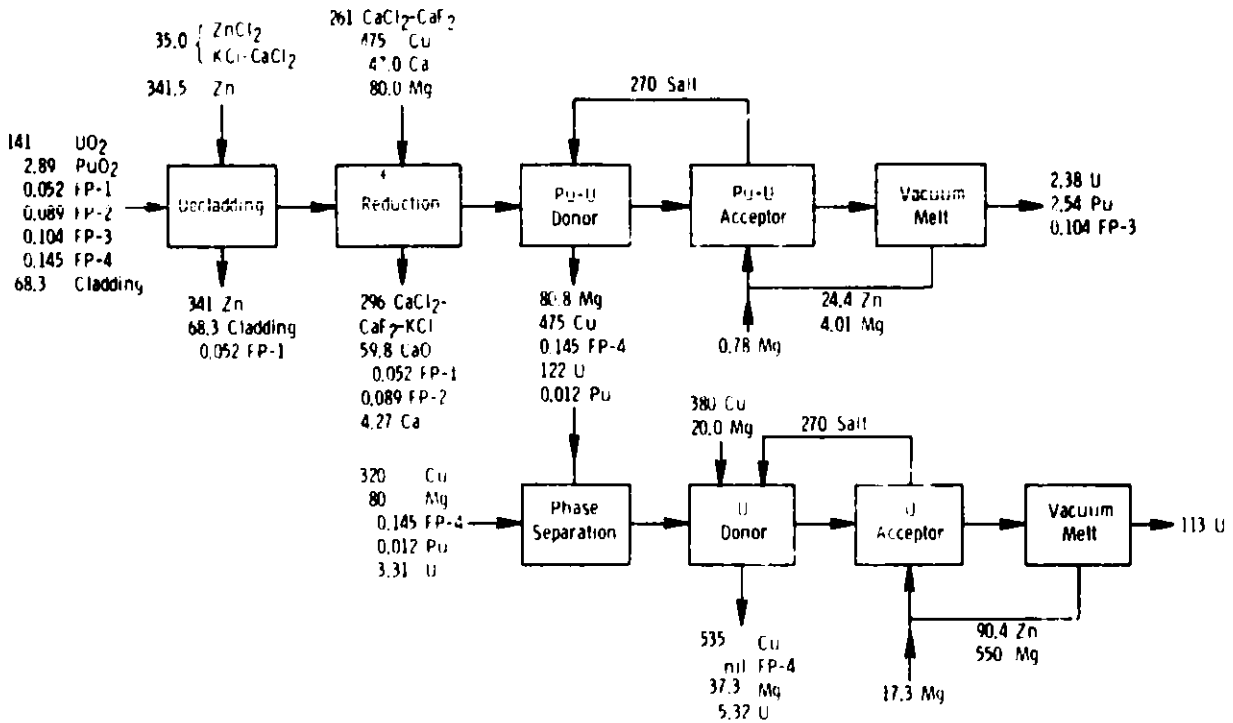 35.0 { ZnCl2
KCl-CaCl2
341.5 Zn
261 CaCl2-CaF2
475 Cu
47.0 Ca
80.0 Mg
270 Salt
141 UO2
2.89 PuO2
0.052 FP-1
0.089 FP-2
0.104 FP-3
0.145 FP-4
68.3 Cladding
Decladding
Reduction
Pu-U
Donor
Pu-U
Acceptor
Vacuum
Melt
2.38 U
2.54 Pu
0.104 FP-3
341 Zn
68.3 Cladding
0.052 FP-1
296 CaCl2-
CaF2-KCl
59.8 CaO
0.052 FP-1
0.089 FP-2
4.27 Ca
80.8 Mg
475 Cu
0.145 FP-4
122 U
0.012 Pu
0.78 Mg
24.4 Zn
4.01 Mg
380 Cu
20.0 Mg
270 Salt
320 Cu
80 Mg
0.145 FP-4
0.012 Pu
3.31 U
Phase
Separation
U
Donor
U
Acceptor
Vacuum
Melt
113 U
535 Cu
nil FP-4
37.3 Mg
5.32 U
17.3 Mg
90.4 Zn
550 Mg